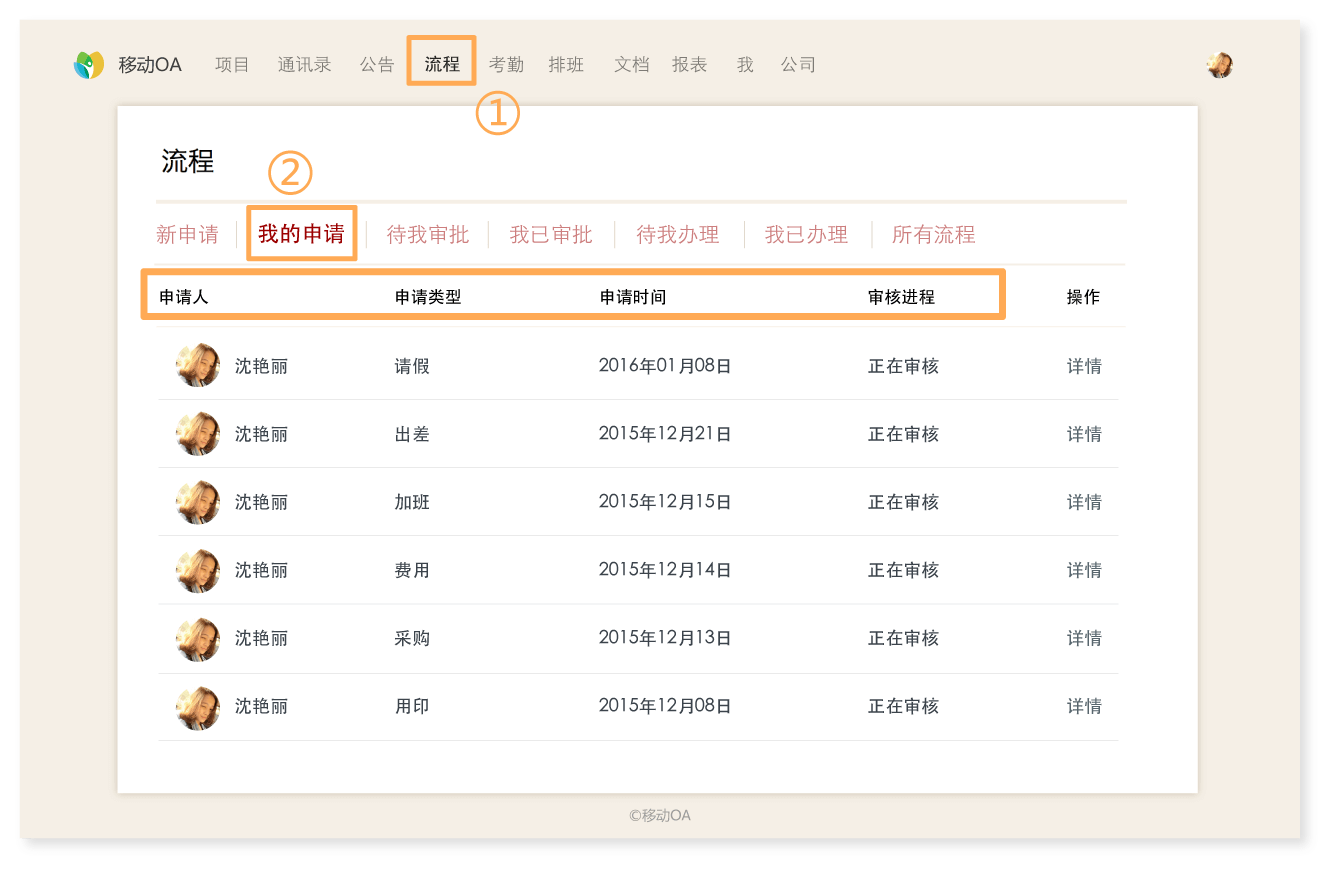 移动OA 项目 通讯录 公告 流程 考勤 排班 文档 报表 我 公司
①
流程
②
新申请 我的申请 待我审批 我已审批 待我办理 我已办理 所有流程
申请人 申请类型 申请时间 审核进程 操作
沈艳丽 请假 2016年01月08日 正在审核 详情
沈艳丽 出差 2015年12月21日 正在审核 详情
沈艳丽 加班 2015年12月15日 正在审核 详情
沈艳丽 费用 2015年12月14日 正在审核 详情
沈艳丽 采购 2015年12月13日 正在审核 详情
沈艳丽 用印 2015年12月08日 正在审核 详情
©移动OA